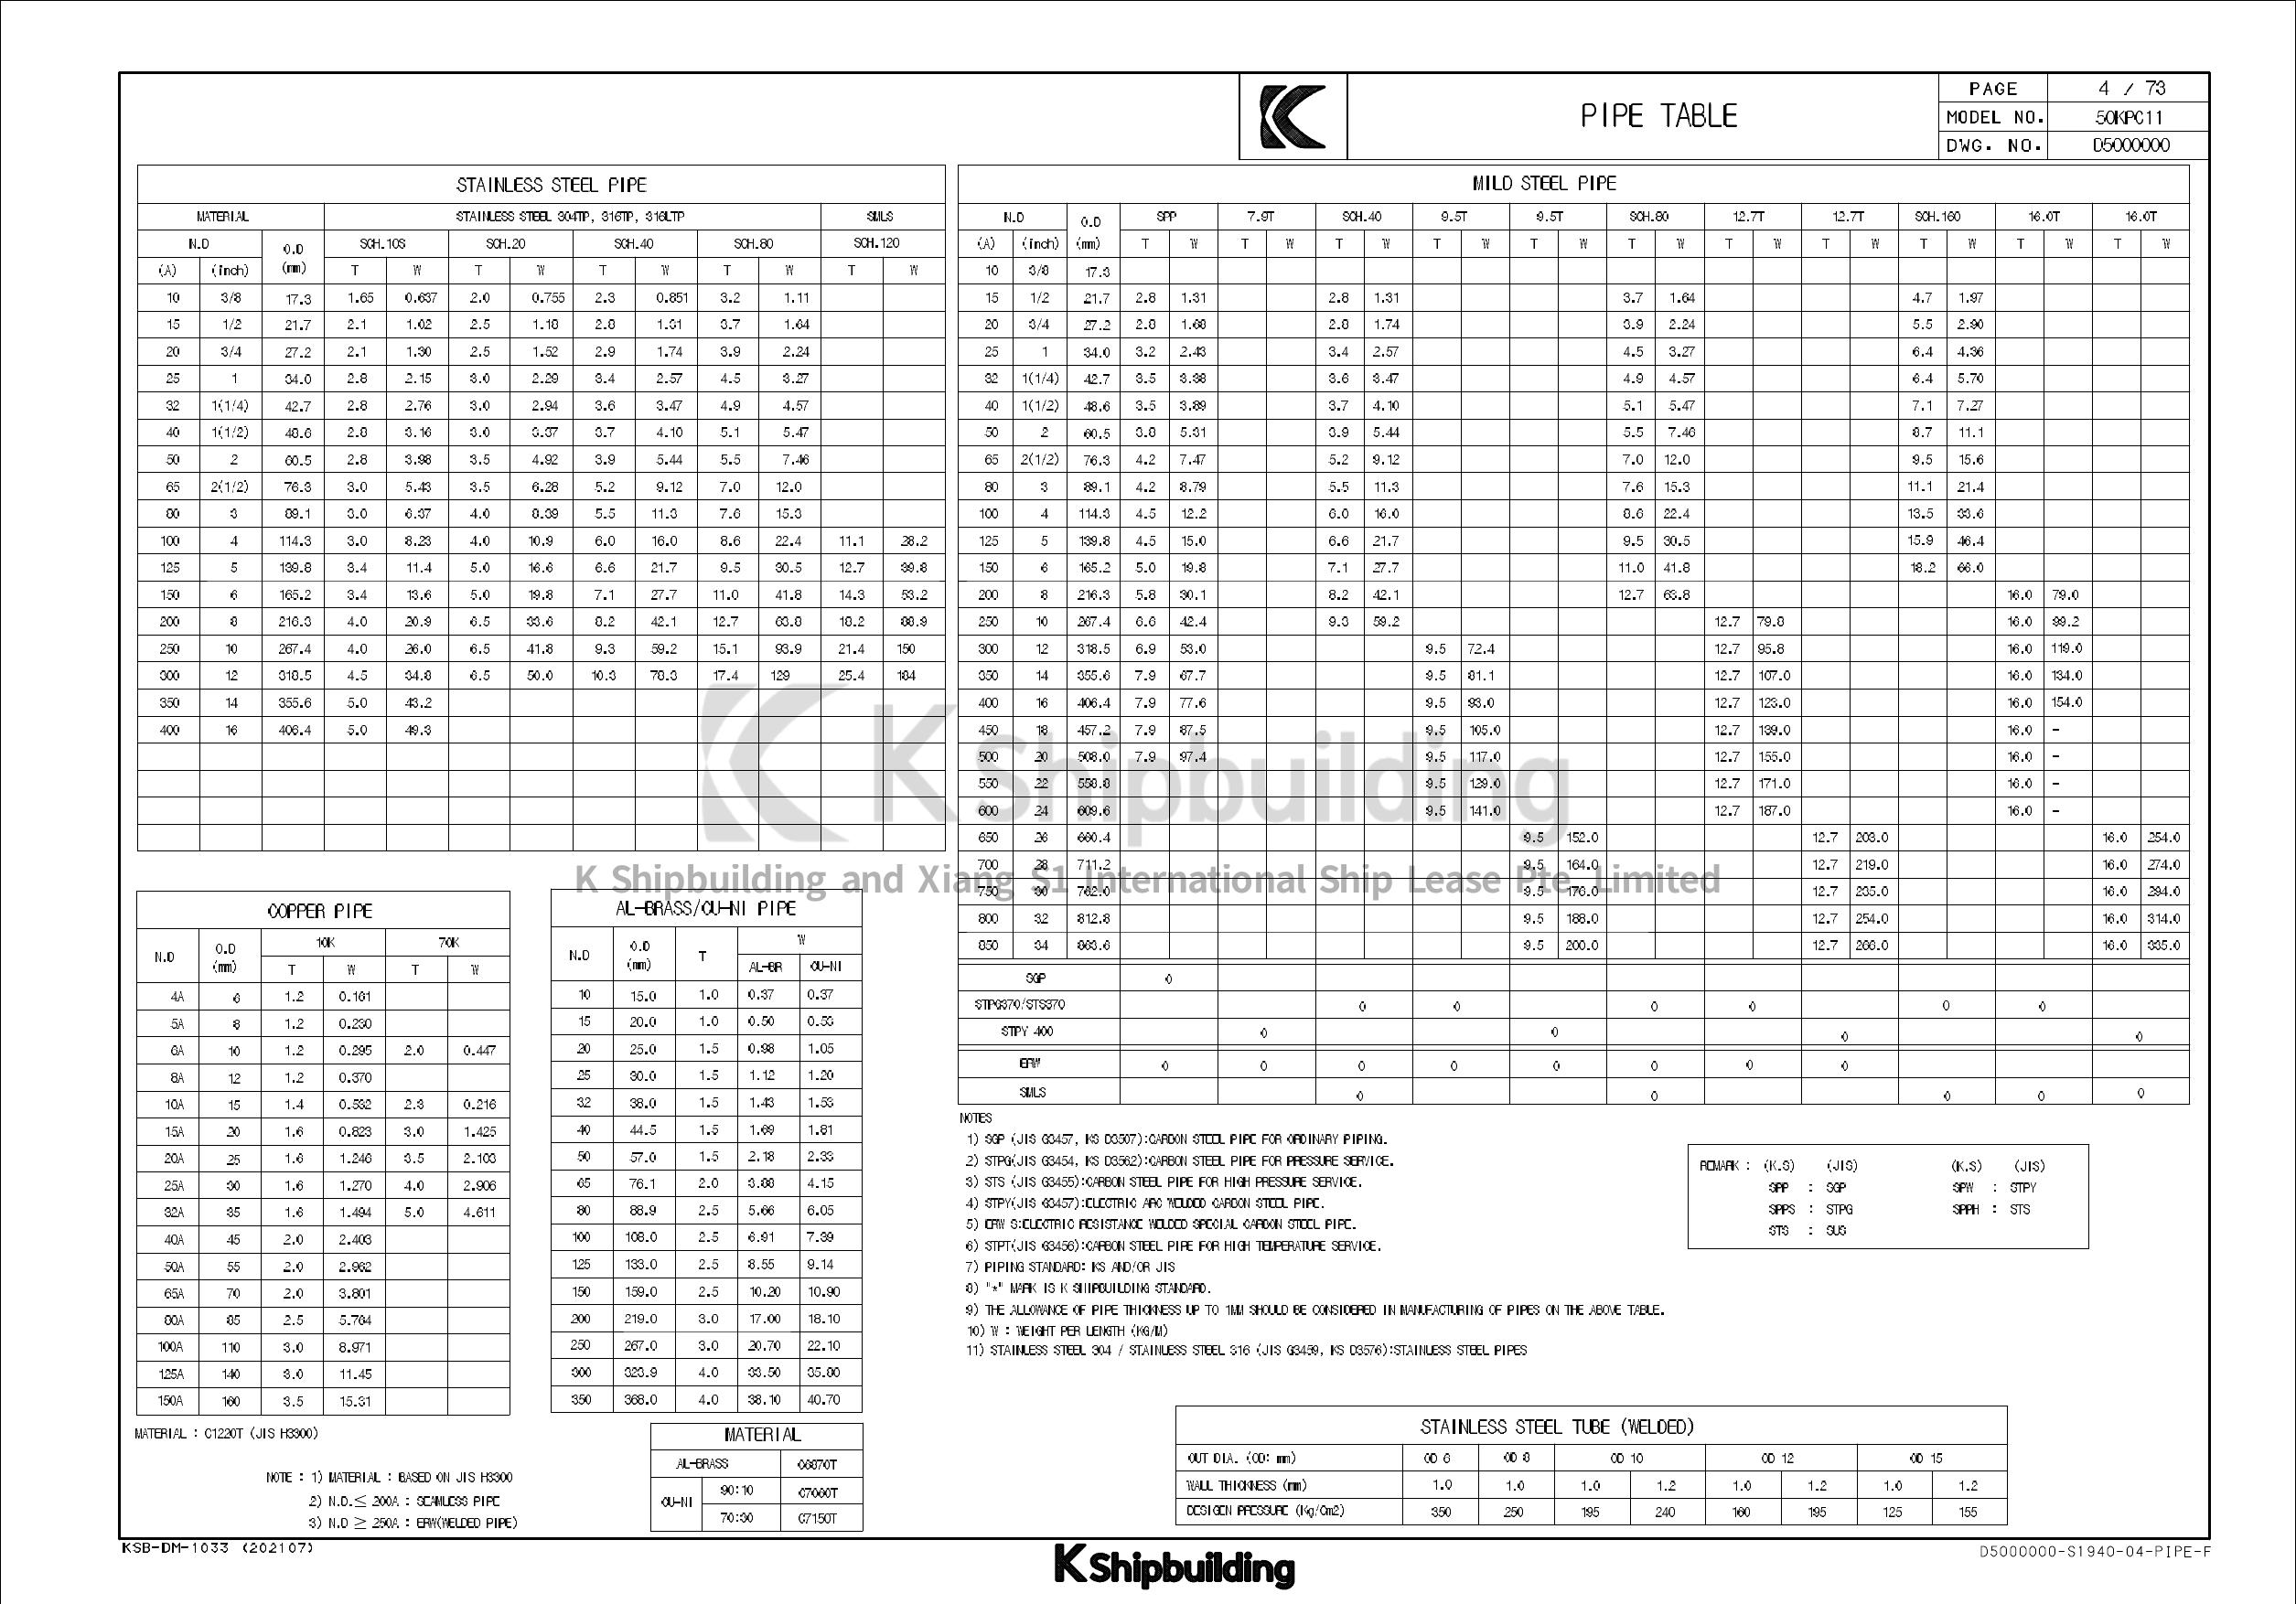 PIPE TABLE
PAGE 4 / 73
MODEL NO. 50KPC11
DWG. NO. D5000000
STAINLESS STEEL PIPE
MATERIAL STAINLESS STEEL 304TP, 316TP, 316LTP SMLS
N.D O.D (mm) SCH.10S SCH.20 SCH.40 SCH.80 SCH.120
(A) (inch) T W T W T W T W T W
10 3/8 17.3 1.65 0.637 2.0 0.755 2.3 0.851 3.2 1.11
15 1/2 21.7 2.1 1.02 2.5 1.18 2.8 1.31 3.7 1.64
20 3/4 27.2 2.1 1.30 2.5 1.52 2.9 1.74 3.9 2.24
25 1 34.0 2.8 2.15 3.0 2.29 3.4 2.57 4.5 3.27
32 1(1/4) 42.7 2.8 2.76 3.0 2.94 3.6 3.47 4.9 4.57
40 1(1/2) 48.6 2.8 3.16 3.0 3.37 3.7 4.10 5.1 5.47
50 2 60.5 2.8 3.98 3.5 4.92 3.9 5.44 5.5 7.46
65 2(1/2) 76.3 3.0 5.43 3.5 6.28 5.2 9.12 7.0 12.0
80 3 89.1 3.0 6.37 4.0 8.39 5.5 11.3 7.6 15.3
100 4 114.3 3.0 8.23 4.0 10.9 6.0 16.0 8.6 22.4 11.1 28.2
125 5 139.8 3.4 11.4 5.0 16.6 6.6 21.7 9.5 30.5 12.7 39.8
150 6 165.2 3.4 13.6 5.0 19.8 7.1 27.7 11.0 41.8 14.3 53.2
200 8 216.3 4.0 20.9 6.5 33.6 8.2 42.1 12.7 63.8 18.2 88.9
250 10 267.4 4.0 26.0 6.5 41.8 9.3 59.2 15.1 93.9 21.4 150
300 12 318.5 4.5 34.8 6.5 50.0 10.3 78.3 17.4 129 25.4 184
350 14 355.6 5.0 43.2
400 16 406.4 5.0 49.3
MILD STEEL PIPE
N.D O.D (mm) SPP 7.9T SCH.40 9.5T 9.5T SCH.80 12.7T 12.7T SCH.160 16.0T 16.0T
(A) (inch) T W T W T W T W T W T W T W T W T W T W T W
10 3/8 17.3
15 1/2 21.7 2.8 1.31 2.8 1.31 3.7 1.64 4.7 1.97
20 3/4 27.2 2.8 1.68 2.8 1.74 3.9 2.24 5.5 2.90
25 1 34.0 3.2 2.43 3.4 2.57 4.5 3.27 6.4 4.36
32 1(1/4) 42.7 3.5 3.38 3.6 3.47 4.9 4.57 6.4 5.70
40 1(1/2) 48.6 3.5 3.89 3.7 4.10 5.1 5.47 7.1 7.27
50 2 60.5 3.8 5.31 3.9 5.44 5.5 7.46 8.7 11.1
65 2(1/2) 76.3 4.2 7.47 5.2 9.12 7.0 12.0 9.5 15.6
80 3 89.1 4.2 8.79 5.5 11.3 7.6 15.3 11.1 21.4
100 4 114.3 4.5 12.2 6.0 16.0 8.6 22.4 13.5 33.6
125 5 139.8 4.5 15.0 6.6 21.7 9.5 30.5 15.9 46.4
150 6 165.2 5.0 19.8 7.1 27.7 11.0 41.8 18.2 66.0
200 8 216.3 5.8 30.1 8.2 42.1 12.7 63.8 16.0 79.0
250 10 267.4 6.6 42.4 9.3 59.2 12.7 79.8 16.0 99.2
300 12 318.5 6.9 53.0 9.5 72.4 12.7 95.8 16.0 119.0
350 14 355.6 7.9 67.7 9.5 81.1 12.7 107.0 16.0 134.0
400 16 406.4 7.9 77.6 9.5 93.0 12.7 123.0 16.0 154.0
450 18 457.2 7.9 87.5 9.5 105.0 12.7 139.0 16.0 -
500 20 508.0 7.9 97.4 9.5 117.0 12.7 155.0 16.0 -
550 22 558.8 9.5 129.0 12.7 171.0 16.0 -
600 24 609.6 9.5 141.0 12.7 187.0 16.0 -
650 26 660.4 9.5 152.0 12.7 203.0 16.0 254.0
700 28 711.2 9.5 164.0 12.7 219.0 16.0 274.0
750 30 762.0 9.5 176.0 12.7 235.0 16.0 294.0
800 32 812.8 9.5 188.0 12.7 254.0 16.0 314.0
850 34 863.6 9.5 200.0 12.7 266.0 16.0 335.0
SGP O
STPG370/STS370 O O O O O O
STPY 400 O O O O
ERW O O O O O O O O
SMLS O O O O O
K Shipbuilding
K Shipbuilding and Xiang S1 International Ship Lease Pte. Limited
COPPER PIPE
N.D O.D (mm) 10K 70K
T W T W
4A 6 1.2 0.161
5A 8 1.2 0.230
6A 10 1.2 0.295 2.0 0.447
8A 12 1.2 0.370
10A 15 1.4 0.532 2.3 0.216
15A 20 1.6 0.823 3.0 1.425
20A 25 1.6 1.246 3.5 2.103
25A 30 1.6 1.270 4.0 2.906
32A 35 1.6 1.494 5.0 4.611
40A 45 2.0 2.403
50A 55 2.0 2.962
65A 70 2.0 3.801
80A 85 2.5 5.764
100A 110 3.0 8.971
125A 140 3.0 11.45
150A 160 3.5 15.31
MATERIAL : C1220T (JIS H3300)
NOTE : 1) MATERIAL : BASED ON JIS H3300
2) N.D.≤ 200A : SEAMLESS PIPE
3) N.D ≥ 250A : ERW(WELDED PIPE)
AL-BRASS/CU-NI PIPE
N.D O.D (mm) T W
AL-BR CU-NI
10 15.0 1.0 0.37 0.37
15 20.0 1.0 0.50 0.53
20 25.0 1.5 0.98 1.05
25 30.0 1.5 1.12 1.20
32 38.0 1.5 1.43 1.53
40 44.5 1.5 1.69 1.81
50 57.0 1.5 2.18 2.33
65 76.1 2.0 3.88 4.15
80 88.9 2.5 5.66 6.05
100 108.0 2.5 6.91 7.39
125 133.0 2.5 8.55 9.14
150 159.0 2.5 10.20 10.90
200 219.0 3.0 17.00 18.10
250 267.0 3.0 20.70 22.10
300 323.9 4.0 33.50 35.80
350 368.0 4.0 38.10 40.70
MATERIAL
AL-BRASS C6870T
CU-NI 90:10 C7060T
70:30 C7150T
NOTES
1) SGP (JIS G3457, KS D3507):CARBON STEEL PIPE FOR ORDINARY PIPING.
2) STPG(JIS G3454, KS D3562):CARBON STEEL PIPE FOR PRESSURE SERVICE.
3) STS (JIS G3455):CARBON STEEL PIPE FOR HIGH PRESSURE SERVICE.
4) STPY(JIS G3457):ELECTRIC ARC WELDED CARBON STEEL PIPE.
5) ERW S:ELECTRIC RESISTANCE WELDED SPECIAL CARBON STEEL PIPE.
6) STPT(JIS G3456):CARBON STEEL PIPE FOR HIGH TEMPERATURE SERVICE.
7) PIPING STANDARD: KS AND/OR JIS
8) "*" MARK IS K SHIPBUILDING STANDARD.
9) THE ALLOWANCE OF PIPE THICKNESS UP TO 1MM SHOULD BE CONSIDERED IN MANUFACTURING OF PIPES ON THE ABOVE TABLE.
10) W : WEIGHT PER LENGTH (KG/M)
11) STAINLESS STEEL 304 / STAINLESS STEEL 316 (JIS G3459, KS D3576):STAINLESS STEEL PIPES
REMARK : (K.S) (JIS) (K.S) (JIS)
SPP : SGP SPW : STPY
SPPS : STPG SPPH : STS
STS : SUS
STAINLESS STEEL TUBE (WELDED)
OUT DIA. (OD: mm) OD 6 OD 8 OD 10 OD 12 OD 15
WALL THICKNESS (mm) 1.0 1.0 1.0 1.2 1.0 1.2 1.0 1.2
DESIGEN PRESSURE (Kg/Cm2) 350 250 195 240 160 195 125 155
KSB-DM-1033 (202107)
K Shipbuilding
D5000000-S1940-04-PIPE-F